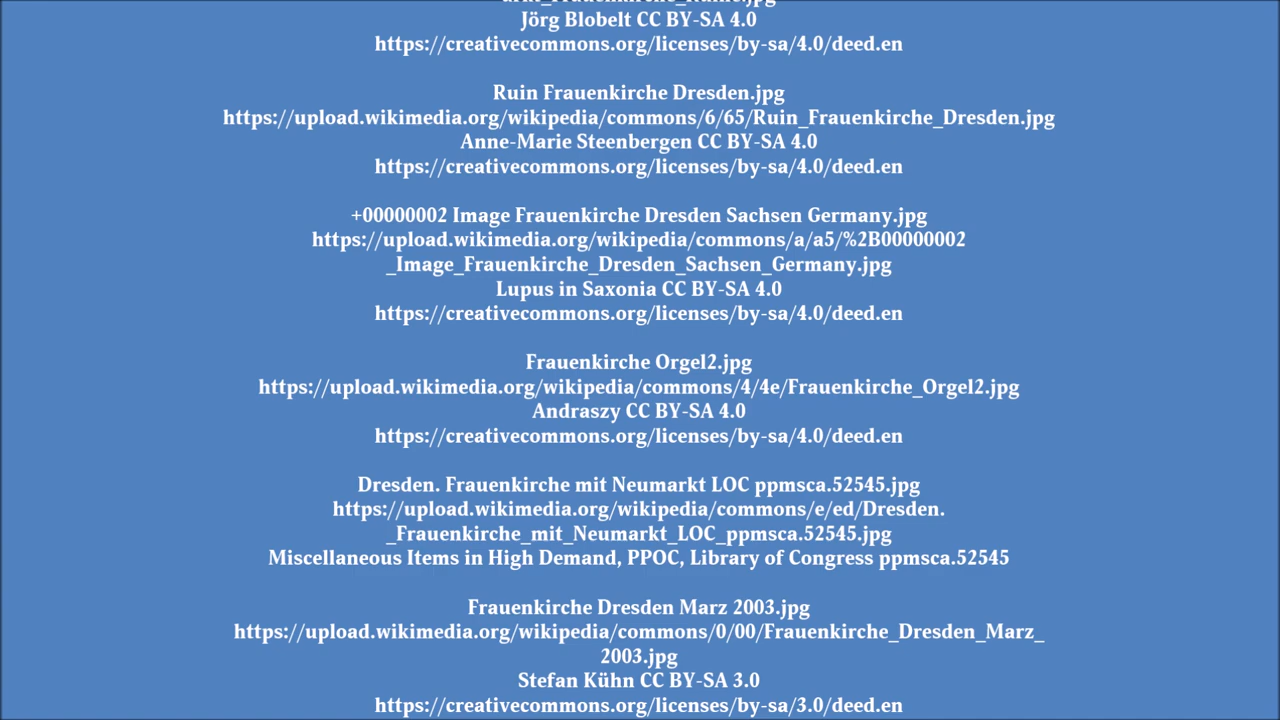 Jörg Blobelt CC BY-SA 4.0
https://creativecommons.org/licenses/by-sa/4.0/deed.en
Ruin Frauenkirche Dresden.jpg
https://upload.wikimedia.org/wikipedia/commons/6/65/Ruin_Frauenkirche_Dresden.jpg
Anne-Marie Steenbergen CC BY-SA 4.0
https://creativecommons.org/licenses/by-sa/4.0/deed.en
+00000002 Image Frauenkirche Dresden Sachsen Germany.jpg
https://upload.wikimedia.org/wikipedia/commons/a/a5/%2B00000002
_Image_Frauenkirche_Dresden_Sachsen_Germany.jpg
Lupus in Saxonia CC BY-SA 4.0
https://creativecommons.org/licenses/by-sa/4.0/deed.en
Frauenkirche Orgel2.jpg
https://upload.wikimedia.org/wikipedia/commons/4/4e/Frauenkirche_Orgel2.jpg
Andraszy CC BY-SA 4.0
https://creativecommons.org/licenses/by-sa/4.0/deed.en
Dresden. Frauenkirche mit Neumarkt LOC ppmsca.52545.jpg
https://upload.wikimedia.org/wikipedia/commons/e/ed/Dresden.
_Frauenkirche_mit_Neumarkt_LOC_ppmsca.52545.jpg
Miscellaneous Items in High Demand, PPOC, Library of Congress ppmsca.52545
Frauenkirche Dresden Marz 2003.jpg
https://upload.wikimedia.org/wikipedia/commons/0/00/Frauenkirche_Dresden_Marz_
2003.jpg
Stefan Kühn CC BY-SA 3.0
https://creativecommons.org/licenses/by-sa/3.0/deed.en